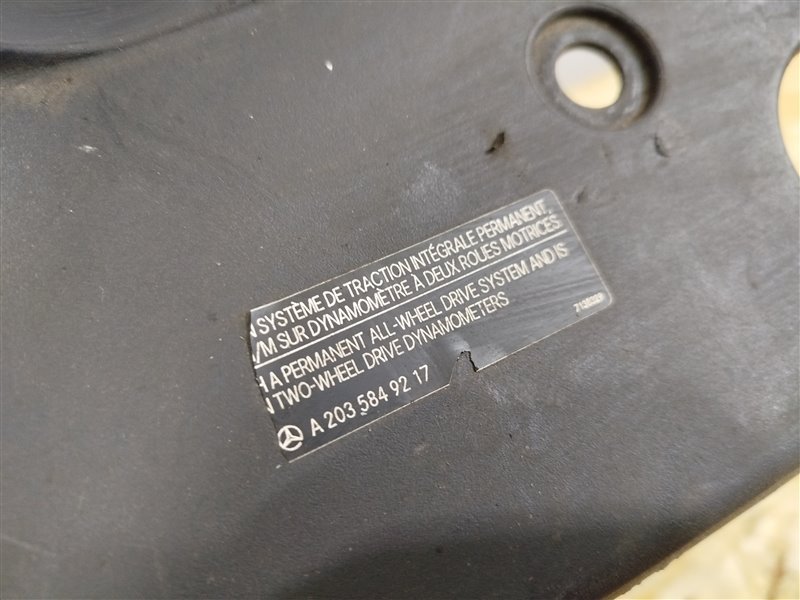 SYSTÈME DE TRACTION INTÉGRALE PERMANENT
/M SUR DYNAMOMÈTRE À DEUX ROUES MOTRICES
H A PERMANENT ALL-WHEEL DRIVE SYSTEM AND IS
N TWO-WHEEL DRIVE DYNAMOMETERS
A 203 584 92 17